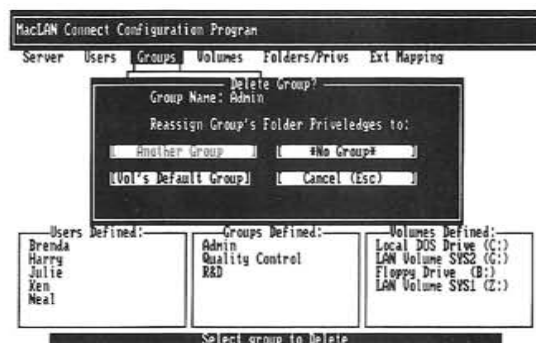 MacLAN Connect Configuration Program
Server Users Groups Volumes Folders/Privs Ext Mapping
Delete Group?
Group Name: Admin
Reassign Group's Folder Priveledges to:
[ Another Group ] [ *No Group* ]
[Vol's Default Group] [ Cancel (Esc) ]
Users Defined: Groups Defined: Volumes Defined:
Brenda Admin Local DOS Drive (C:)
Harry Quality Control LAN Volume SYS2 (G:)
Julie R&D Floppy Drive (B:)
Ken LAN Volume SYS1 (Z:)
Neal
Select group to Delete